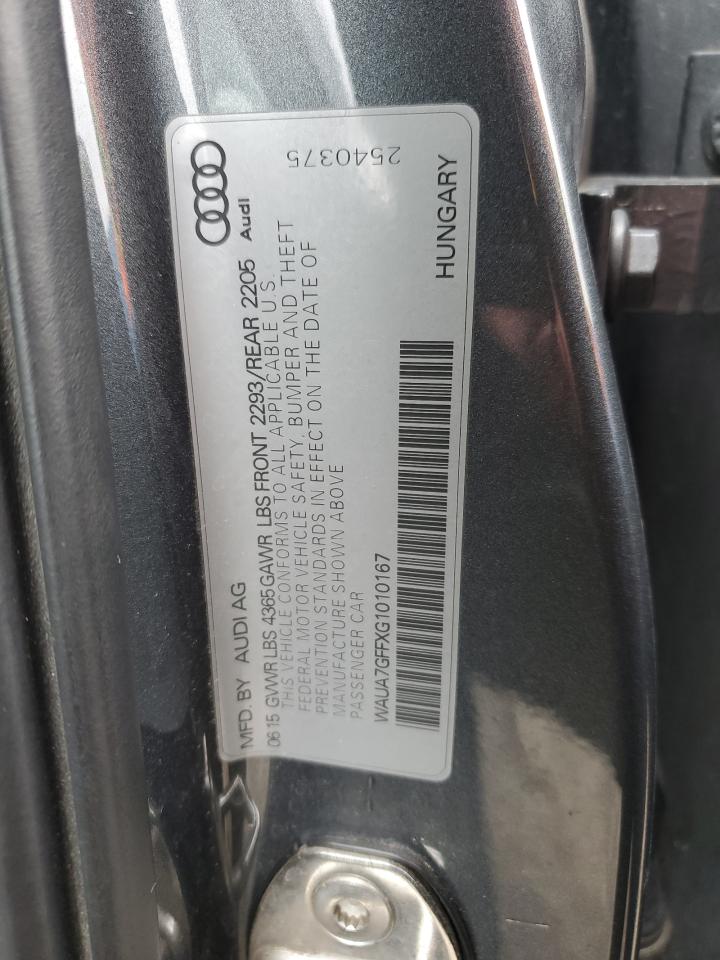 MFD. BY AUDI AG
Audi
06 15 GVWR LBS 4365 GAWR LBS FRONT 2293/REAR 2205
THIS VEHICLE CONFORMS TO ALL APPLICABLE U.S.
FEDERAL MOTOR VEHICLE SAFETY, BUMPER AND THEFT
PREVENTION STANDARDS IN EFFECT ON THE DATE OF
MANUFACTURE SHOWN ABOVE
PASSENGER CAR
WAUA7GFFXG1010167
HUNGARY
2540375